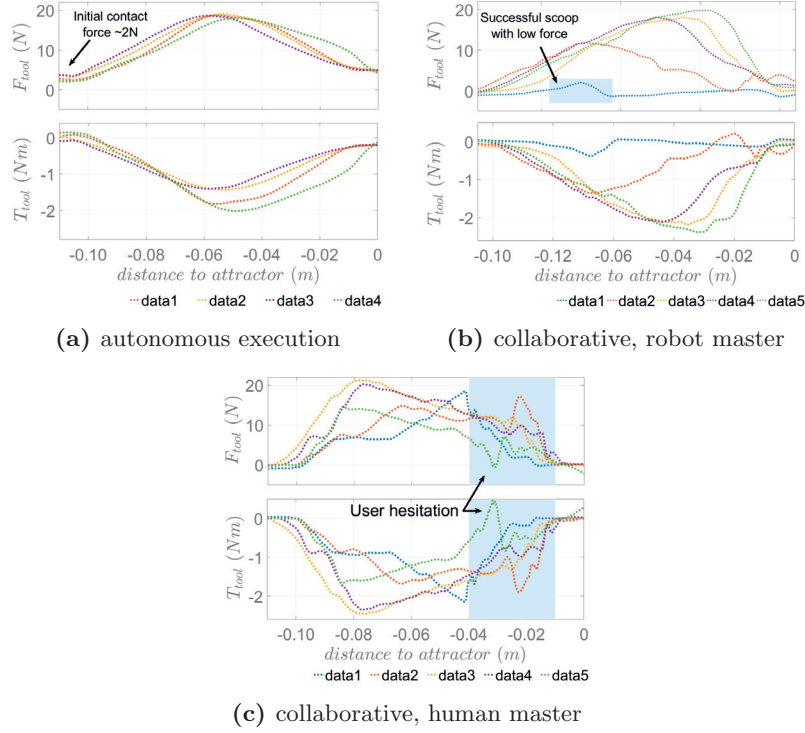 Initial contact
force ~2N
F_tool (N)
20
10
0
T_tool (Nm)
0
-1
-2
-0.10 -0.08 -0.06 -0.04 -0.02 0
distance to attractor (m)
data1 data2 data3 data4
(a) autonomous execution
Successful scoop
with low force
F_tool (N)
20
10
0
T_tool (Nm)
0
-1
-2
-0.10 -0.12 -0.06 -0.04 -0.02 0
distance to attractor (m)
data1 data2 data3 data4 data5
(b) collaborative, robot master
F_tool (N)
20
10
0
User hesitation
T_tool (Nm)
0
-1
-2
-0.10 -0.08 -0.06 -0.04 -0.02 0
distance to attractor (m)
data1 data2 data3 data4 data5
(c) collaborative, human master